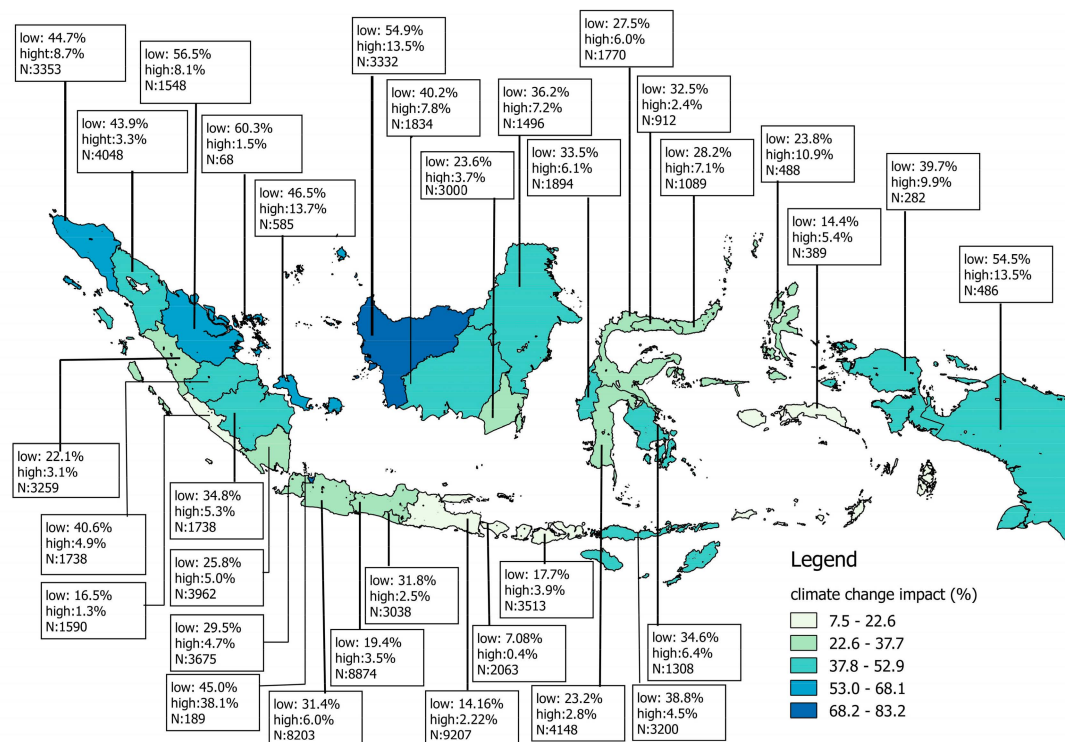 low: 44.7%
hight:8.7%
N:3353
low: 56.5%
high:8.1%
N:1548
low: 54.9%
high:13.5%
N:3332
low: 27.5%
high:6.0%
N:1770
low: 40.2%
high:7.8%
N:1834
low: 36.2%
high:7.2%
N:1496
low: 32.5%
high:2.4%
N:912
low: 43.9%
hight:3.3%
N:4048
low: 60.3%
high:1.5%
N:68
low: 23.6%
high:3.7%
N:3000
low: 33.5%
high:6.1%
N:1894
low: 28.2%
high:7.1%
N:1089
low: 23.8%
high:10.9%
N:488
low: 39.7%
high:9.9%
N:282
low: 46.5%
high:13.7%
N:585
low: 14.4%
high:5.4%
N:389
low: 54.5%
high:13.5%
N:486
low: 22.1%
high:3.1%
N:3259
low: 34.8%
high:5.3%
N:1738
low: 40.6%
high:4.9%
N:1738
low: 25.8%
high:5.0%
N:3962
low: 16.5%
high:1.3%
N:1590
low: 31.8%
high:2.5%
N:3038
low: 17.7%
high:3.9%
N:3513
low: 29.5%
high:4.7%
N:3675
low: 19.4%
high:3.5%
N:8874
low: 7.08%
high:0.4%
N:2063
low: 34.6%
high:6.4%
N:1308
low: 45.0%
high:38.1%
N:189
low: 31.4%
high:6.0%
N:8203
low: 14.16%
high:2.22%
N:9207
low: 23.2%
high:2.8%
N:4148
low: 38.8%
high:4.5%
N:3200
Legend
climate change impact (%)
7.5 - 22.6
22.6 - 37.7
37.8 - 52.9
53.0 - 68.1
68.2 - 83.2